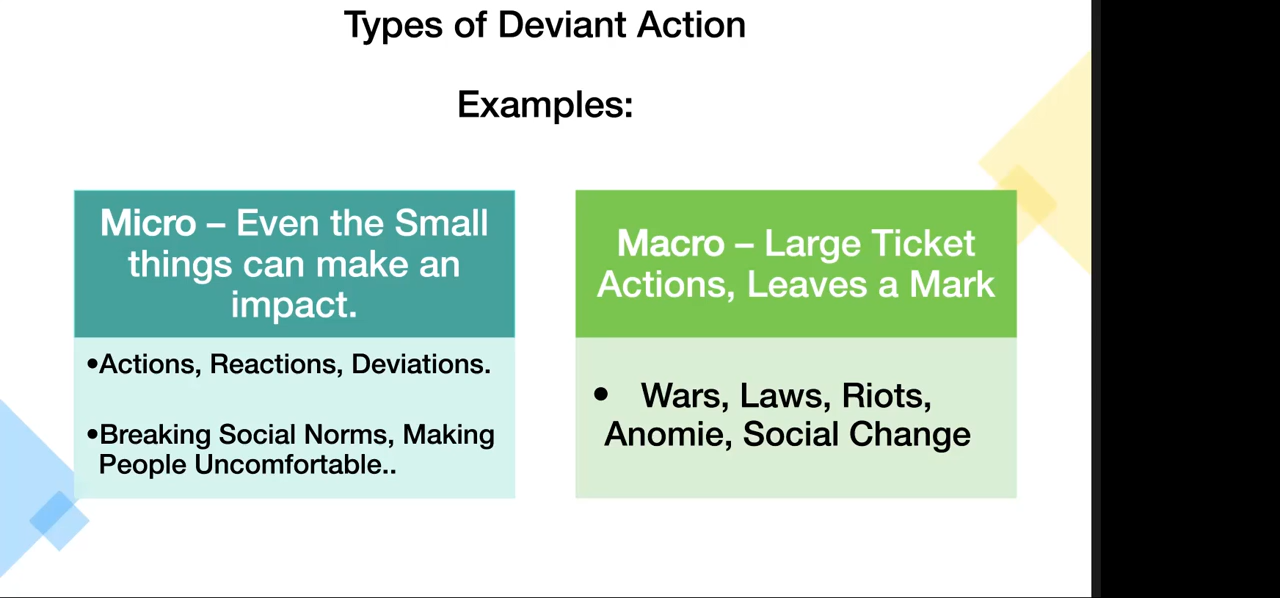 Types of Deviant Action
Examples:
Micro – Even the Small
things can make an
impact.
•Actions, Reactions, Deviations.
•Breaking Social Norms, Making
People Uncomfortable..
Macro – Large Ticket
Actions, Leaves a Mark
• Wars, Laws, Riots,
Anomie, Social Change